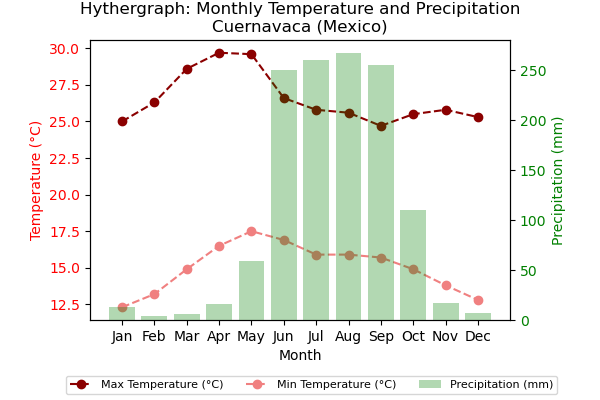 Hythergraph: Monthly Temperature and Precipitation
Cuernavaca (Mexico)
Temperature (°C)
30.0
27.5
25.0
22.5
20.0
17.5
15.0
12.5
250
200
150
100
50
0
Precipitation (mm)
Jan Feb Mar Apr May Jun Jul Aug Sep Oct Nov Dec
Month
Max Temperature (°C) Min Temperature (°C) Precipitation (mm)